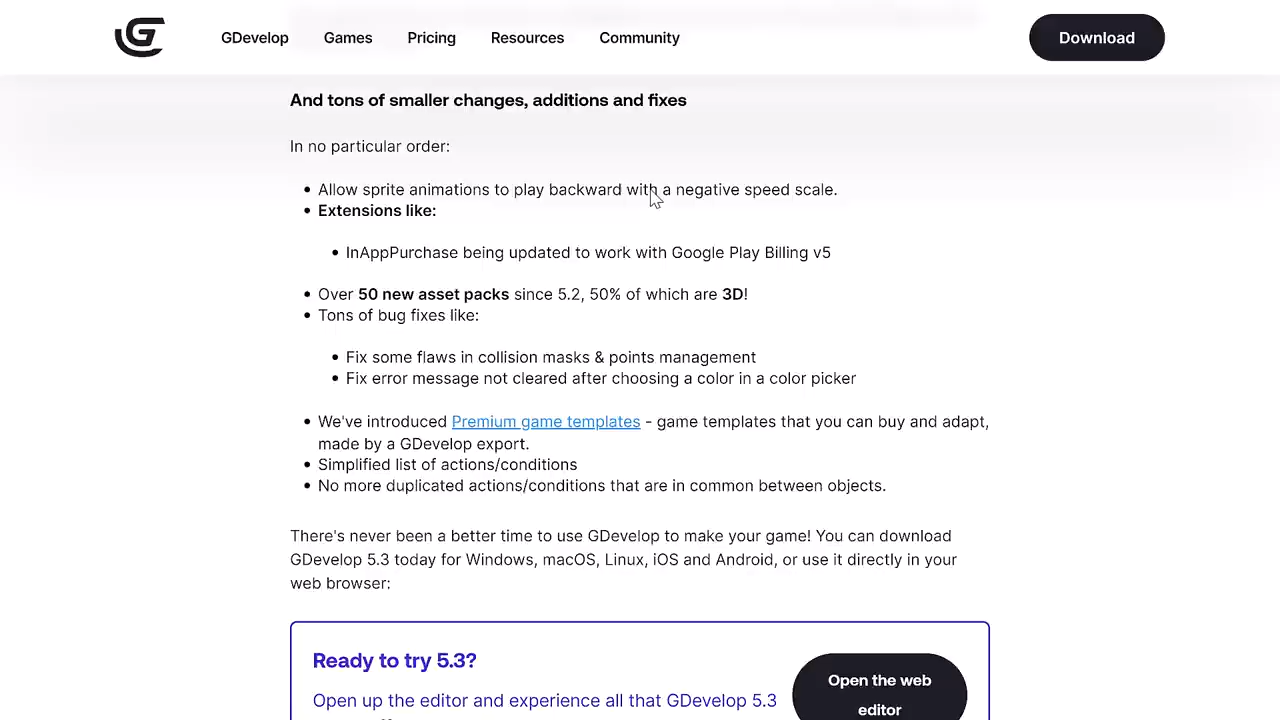 GDevelop Games Pricing Resources Community Download
And tons of smaller changes, additions and fixes
In no particular order:
• Allow sprite animations to play backward with a negative speed scale.
• Extensions like:
• InAppPurchase being updated to work with Google Play Billing v5
• Over 50 new asset packs since 5.2, 50% of which are 3D!
• Tons of bug fixes like:
• Fix some flaws in collision masks & points management
• Fix error message not cleared after choosing a color in a color picker
• We've introduced Premium game templates - game templates that you can buy and adapt,
made by a GDevelop export.
• Simplified list of actions/conditions
• No more duplicated actions/conditions that are in common between objects.
There's never been a better time to use GDevelop to make your game! You can download
GDevelop 5.3 today for Windows, macOS, Linux, iOS and Android, or use it directly in your
web browser:
Ready to try 5.3?
Open up the editor and experience all that GDevelop 5.3
Open the web
editor